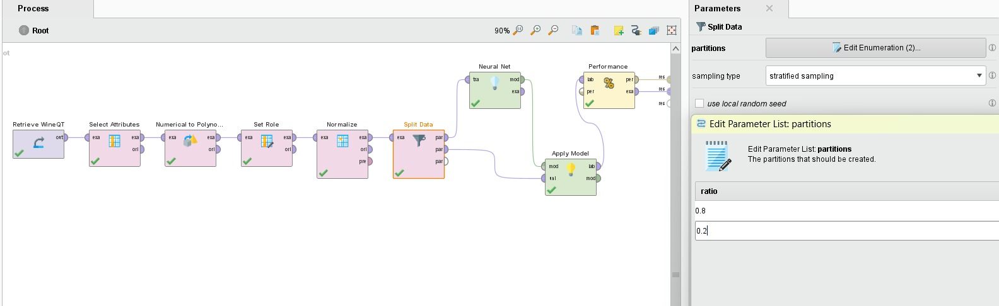 Process
Root
90%
ot
Neural Net
tra
mod
exa
Performance
lab
per
per
exa
res
res
res
Retrieve WineQT
out
Select Attributes
exa
exa
ori
Numerical to Polyno...
exa
exa
ori
Set Role
exa
exa
ori
Normalize
exa
exa
ori
pre
Split Data
exa
par
par
par
Apply Model
mod
unl
lab
mod
Parameters
Split Data
partitions
Edit Enumeration (2)...
sampling type
stratified sampling
use local random seed
Edit Parameter List: partitions
Edit Parameter List: partitions
The partitions that should be created.
ratio
0.8
0.2